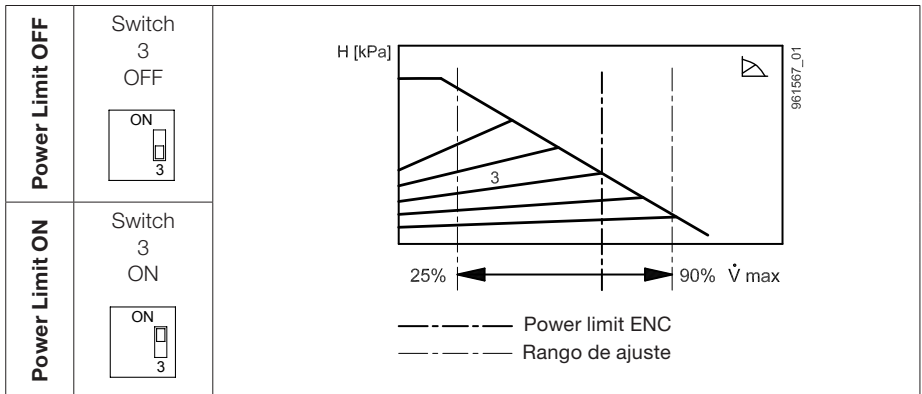 Power Limit OFF
Switch
3
OFF
ON
3
Power Limit ON
Switch
3
ON
ON
3
H [kPa]
961567_01
3
25%
90% V̇ max
Power limit ENC
Rango de ajuste